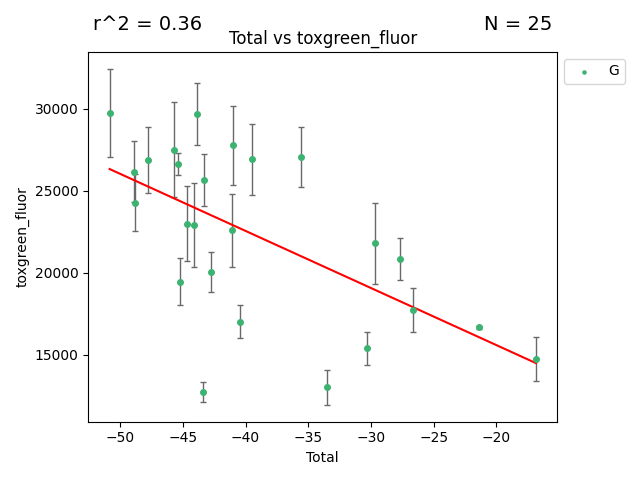 r^2 = 0.36
N = 25
Total vs toxgreen_fluor
G
30000
25000
20000
15000
toxgreen_fluor
−50
−45
−40
−35
−30
−25
−20
Total